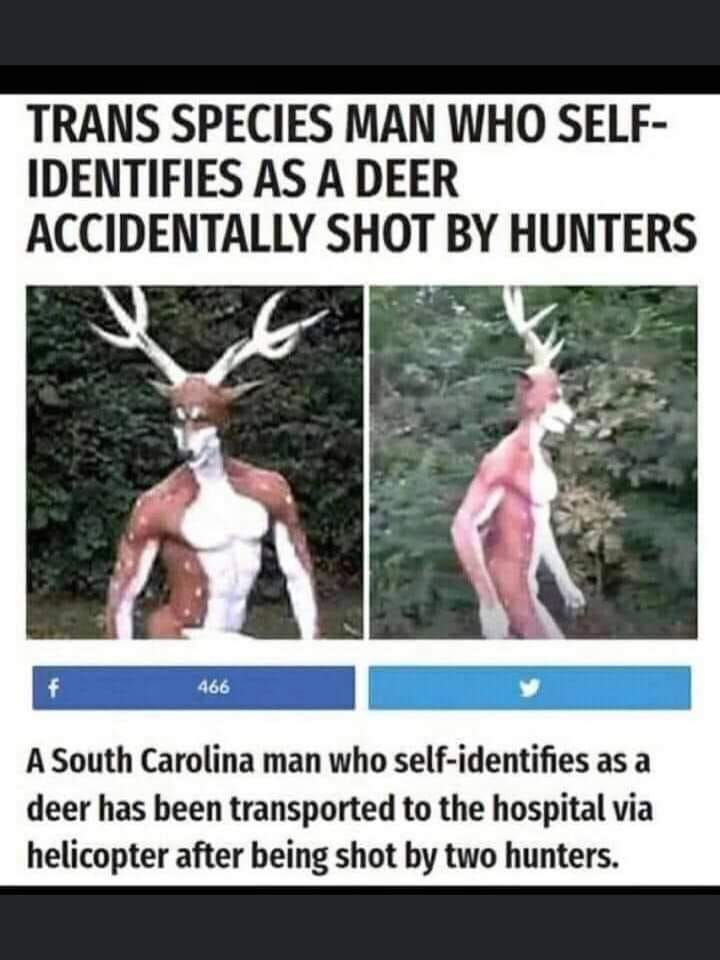 TRANS SPECIES MAN WHO SELF-
IDENTIFIES AS A DEER
ACCIDENTALLY SHOT BY HUNTERS
f 466
A South Carolina man who self-identifies as a
deer has been transported to the hospital via
helicopter after being shot by two hunters.